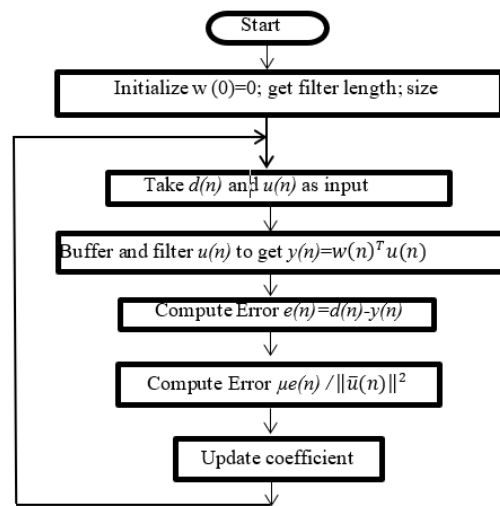 Start
Initialize w (0)=0; get filter length; size
Take d(n) and u(n) as input
Buffer and filter u(n) to get y(n)=w(n)ᵀu(n)
Compute Error e(n)=d(n)-y(n)
Compute Error µe(n) /‖ū(n)‖²
Update coefficient